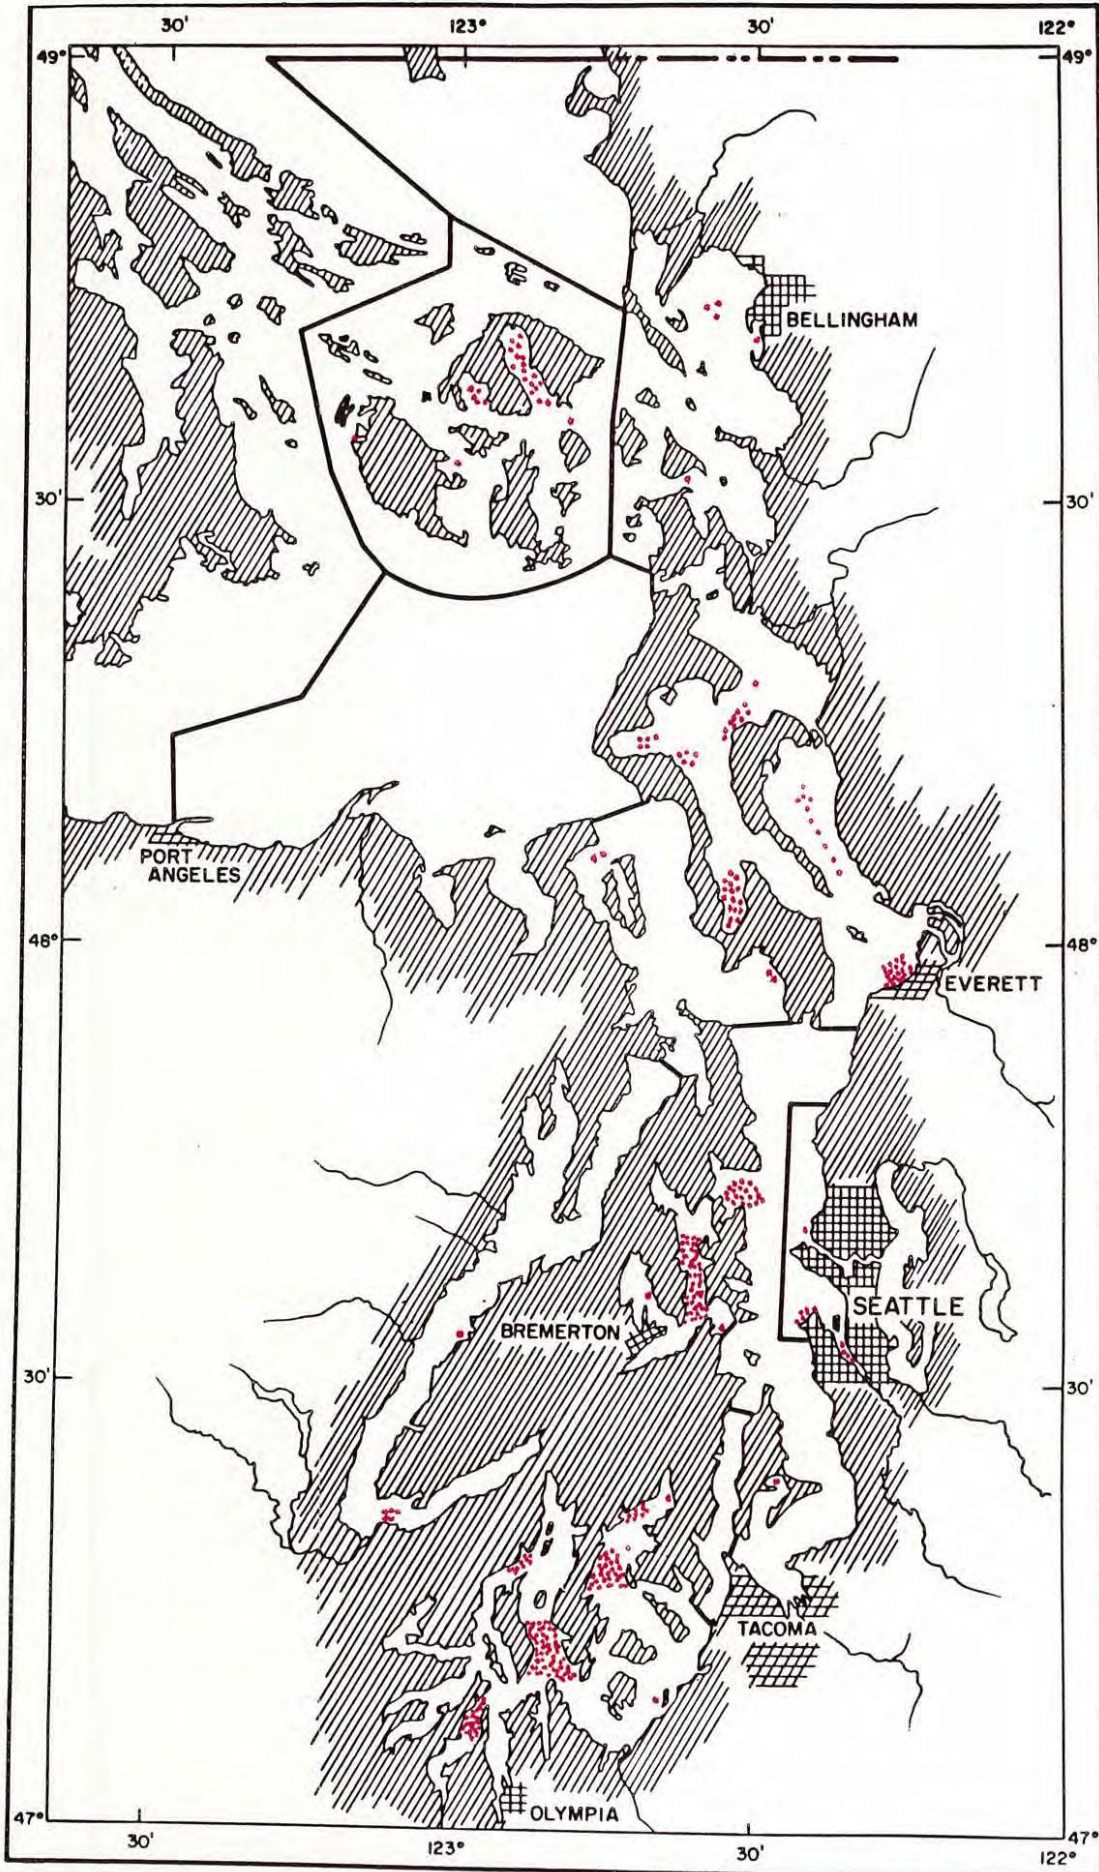 30' 123° 30' 122°
49° 49°
BELLINGHAM
30' 30'
PORT
ANGELES
48° 48°
EVERETT
SEATTLE
BREMERTON
30' 30'
TACOMA
OLYMPIA
47° 47°
30' 123° 30' 122°